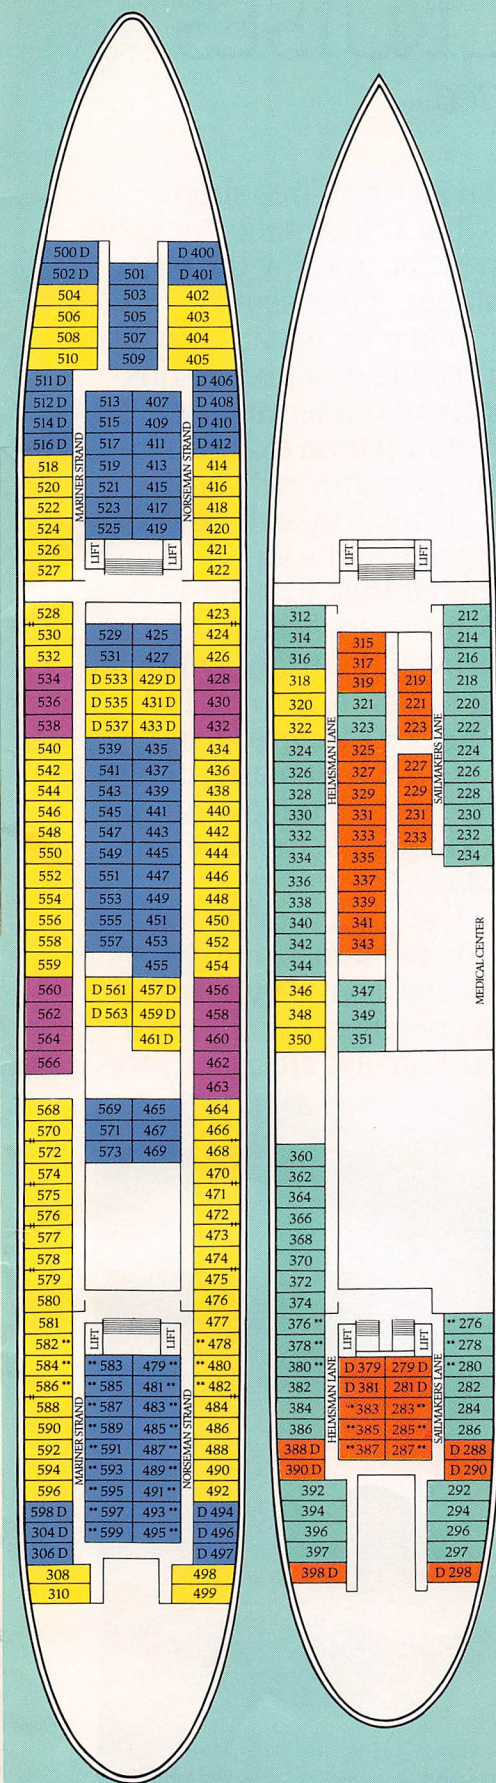 500 D D 400
502 D 501 D 401
504 503 402
506 505 403
508 507 404
510 509 405
511 D D 406
512 D 513 407 D 408
514 D 515 409 D 410
516 D 517 411 D 412
518 519 413 414
520 521 415 416
522 523 417 418
524 525 419 420
526 LIFT LIFT 421
527 422
MARINER STRAND
NORSEMAN STRAND
528 423
530 529 425 424
532 531 427 426
534 D 533 429 D 428
536 D 535 431 D 430
538 D 537 433 D 432
540 539 435 434
542 541 437 436
544 543 439 438
546 545 441 440
548 547 443 442
550 549 445 444
552 551 447 446
554 553 449 448
556 555 451 450
558 557 453 452
559 455 454
560 D 561 457 D 456
562 D 563 459 D 458
564 461 D 460
566 462
463
568 569 465 464
570 571 467 466
572 573 469 468
574 470
575 471
576 472
577 473
578 474
579 475
580 476
581 477
582 ** LIFT LIFT ** 478
584 ** ** 583 479 ** ** 480
586 ** ** 585 481 ** ** 482
588 ** 587 483 ** 484
590 ** 589 485 ** 486
592 ** 591 487 ** 488
594 ** 593 489 ** 490
596 ** 595 491 ** 492
598 D ** 597 493 ** D 494
304 D ** 599 495 ** D 496
306 D D 497
308 498
310 499
MARINER STRAND
NORSEMAN STRAND
LIFT LIFT
312 212
314 315 214
316 317 216
318 319 219 218
320 321 221 220
322 323 223 222
324 325 224
326 327 227 226
328 329 229 228
330 331 231 230
332 333 233 232
334 335 234
336 337
338 339
340 341
342 343
344
346 347
348 349
350 351
HELMSMAN LANE
SAILMAKERS LANE
MEDICAL CENTER
360
362
364
366
368
370
372
374
376 ** LIFT LIFT ** 276
378 ** ** 278
380 ** D 379 279 D ** 280
382 D 381 281 D 282
384 ** 383 283 ** 284
386 ** 385 285 ** 286
388 D ** 387 287 ** D 288
390 D D 290
392 292
394 294
396 296
397 297
398 D D 298
HELMSMAN LANE
SAILMAKERS LANE